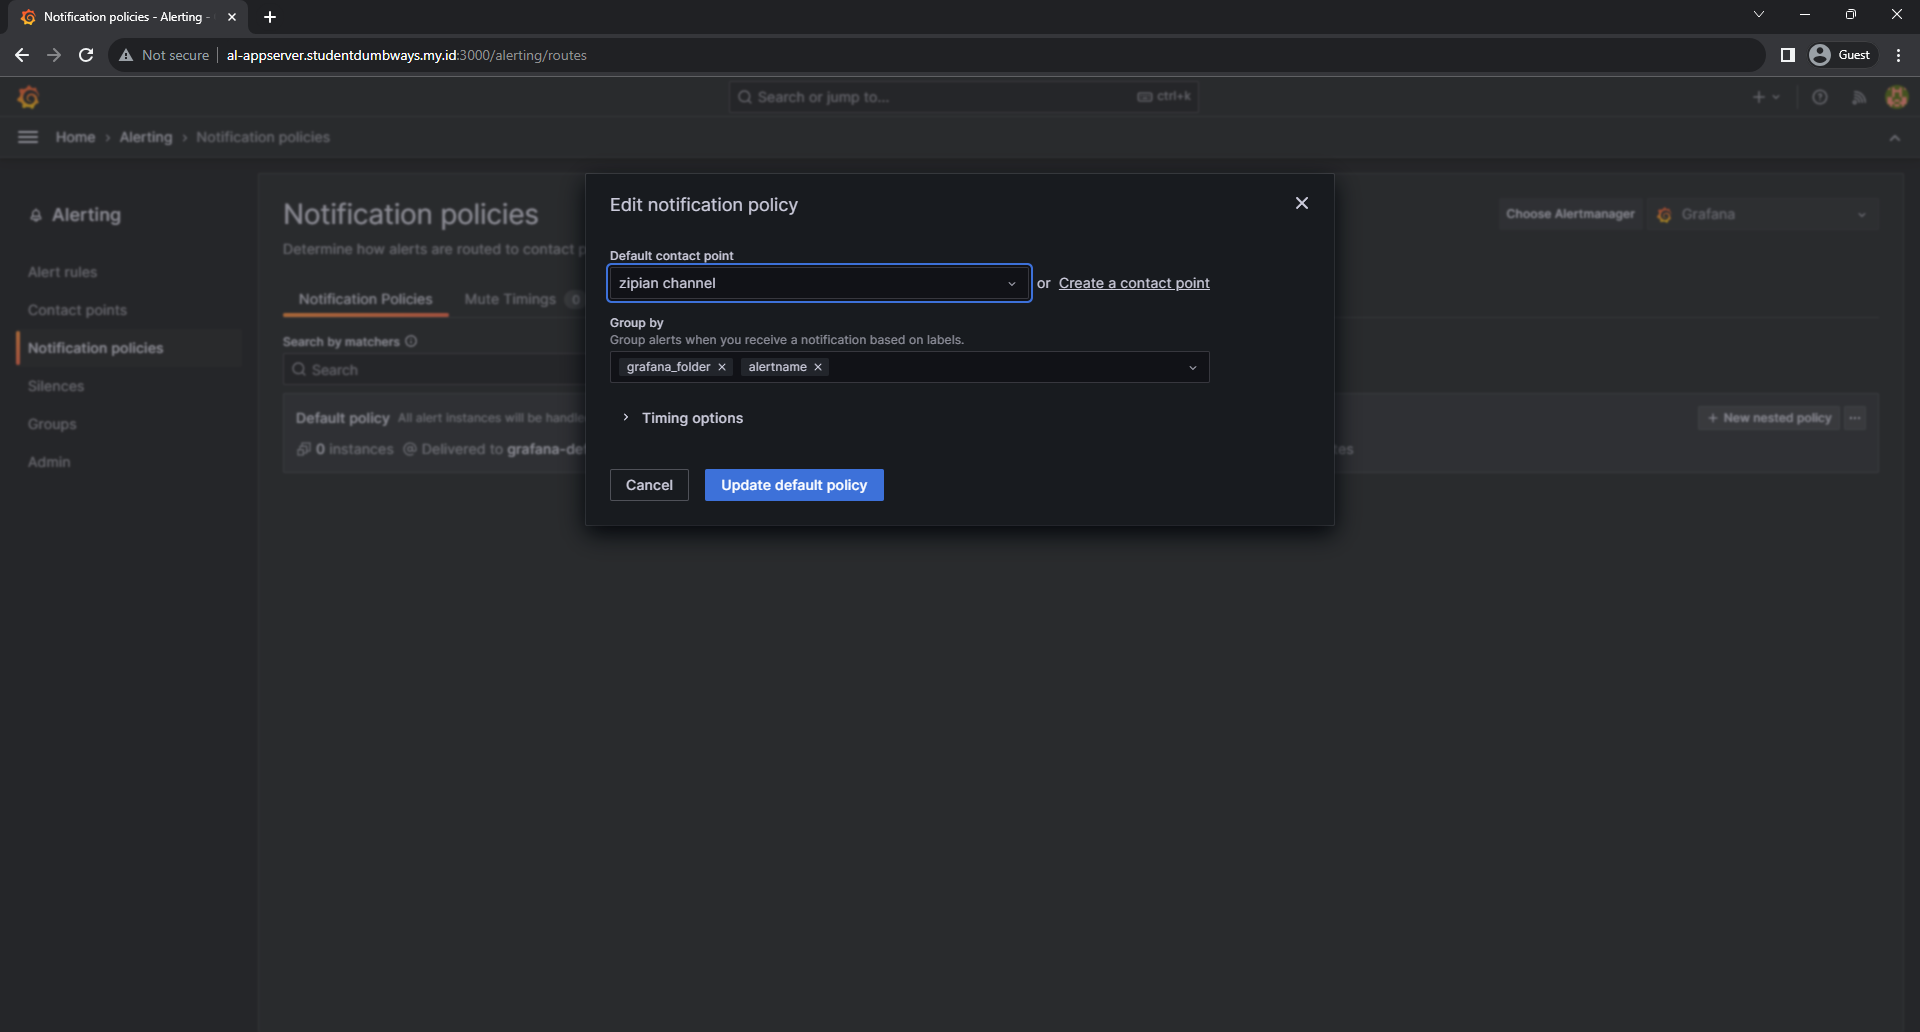 Notification policies - Alerting -
Not secure
al-appserver.studentdumbways.my.id:3000/alerting/routes
Guest
Search or jump to...
ctrl+k
Home › Alerting › Notification policies
Alerting
Alert rules
Contact points
Notification policies
Silences
Groups
Admin
Notification policies
Determine how alerts are routed to contact
Choose Alertmanager
Grafana
Notification Policies
Mute Timings 0
Search by matchers
Search
Default policy All alert instances will be
0 instances Delivered to
New nested policy
Edit notification policy
Default contact point
zipian channel
or Create a contact point
Group by
Group alerts when you receive a notification based on labels.
grafana_folder
alertname
Timing options
Cancel
Update default policy